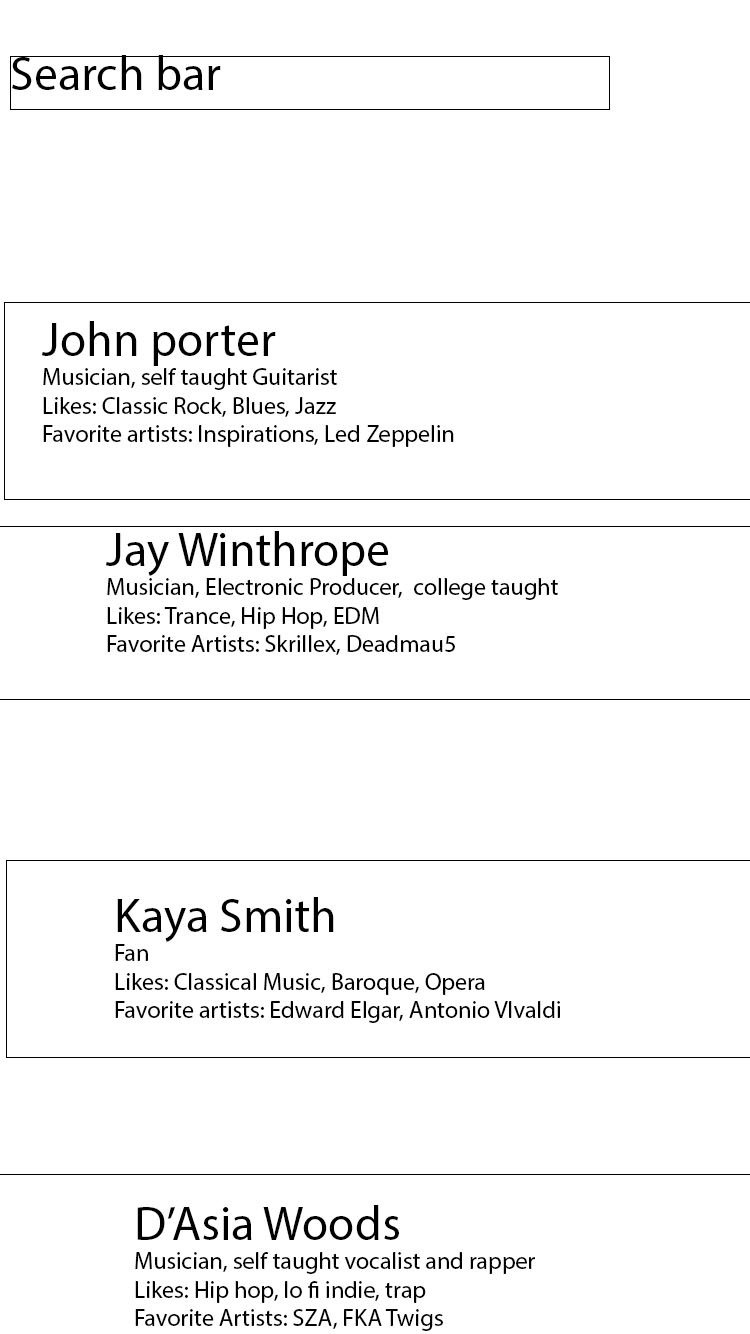 Search bar
John porter
Musician, self taught Guitarist
Likes: Classic Rock, Blues, Jazz
Favorite artists: Inspirations, Led Zeppelin
Jay Winthrope
Musician, Electronic Producer,  college taught
Likes: Trance, Hip Hop, EDM
Favorite Artists: Skrillex, Deadmau5
Kaya Smith
Fan
Likes: Classical Music, Baroque, Opera
Favorite artists: Edward Elgar, Antonio VIvaldi
D’Asia Woods
Musician, self taught vocalist and rapper
Likes: Hip hop, lo fi indie, trap
Favorite Artists: SZA, FKA Twigs